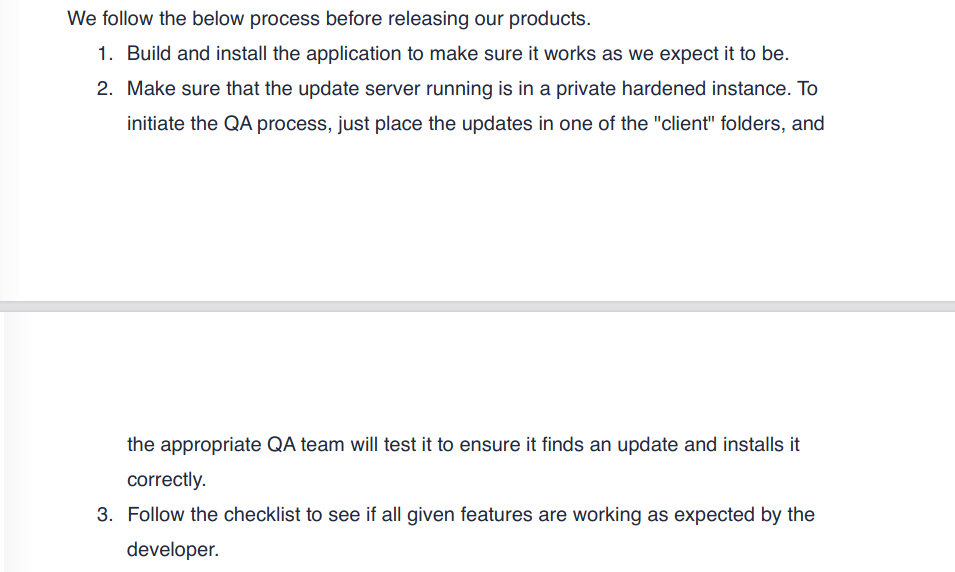 We follow the below process before releasing our products.
1. Build and install the application to make sure it works as we expect it to be.
2. Make sure that the update server running is in a private hardened instance. To
initiate the QA process, just place the updates in one of the "client" folders, and
the appropriate QA team will test it to ensure it finds an update and installs it
correctly.
3. Follow the checklist to see if all given features are working as expected by the
developer.